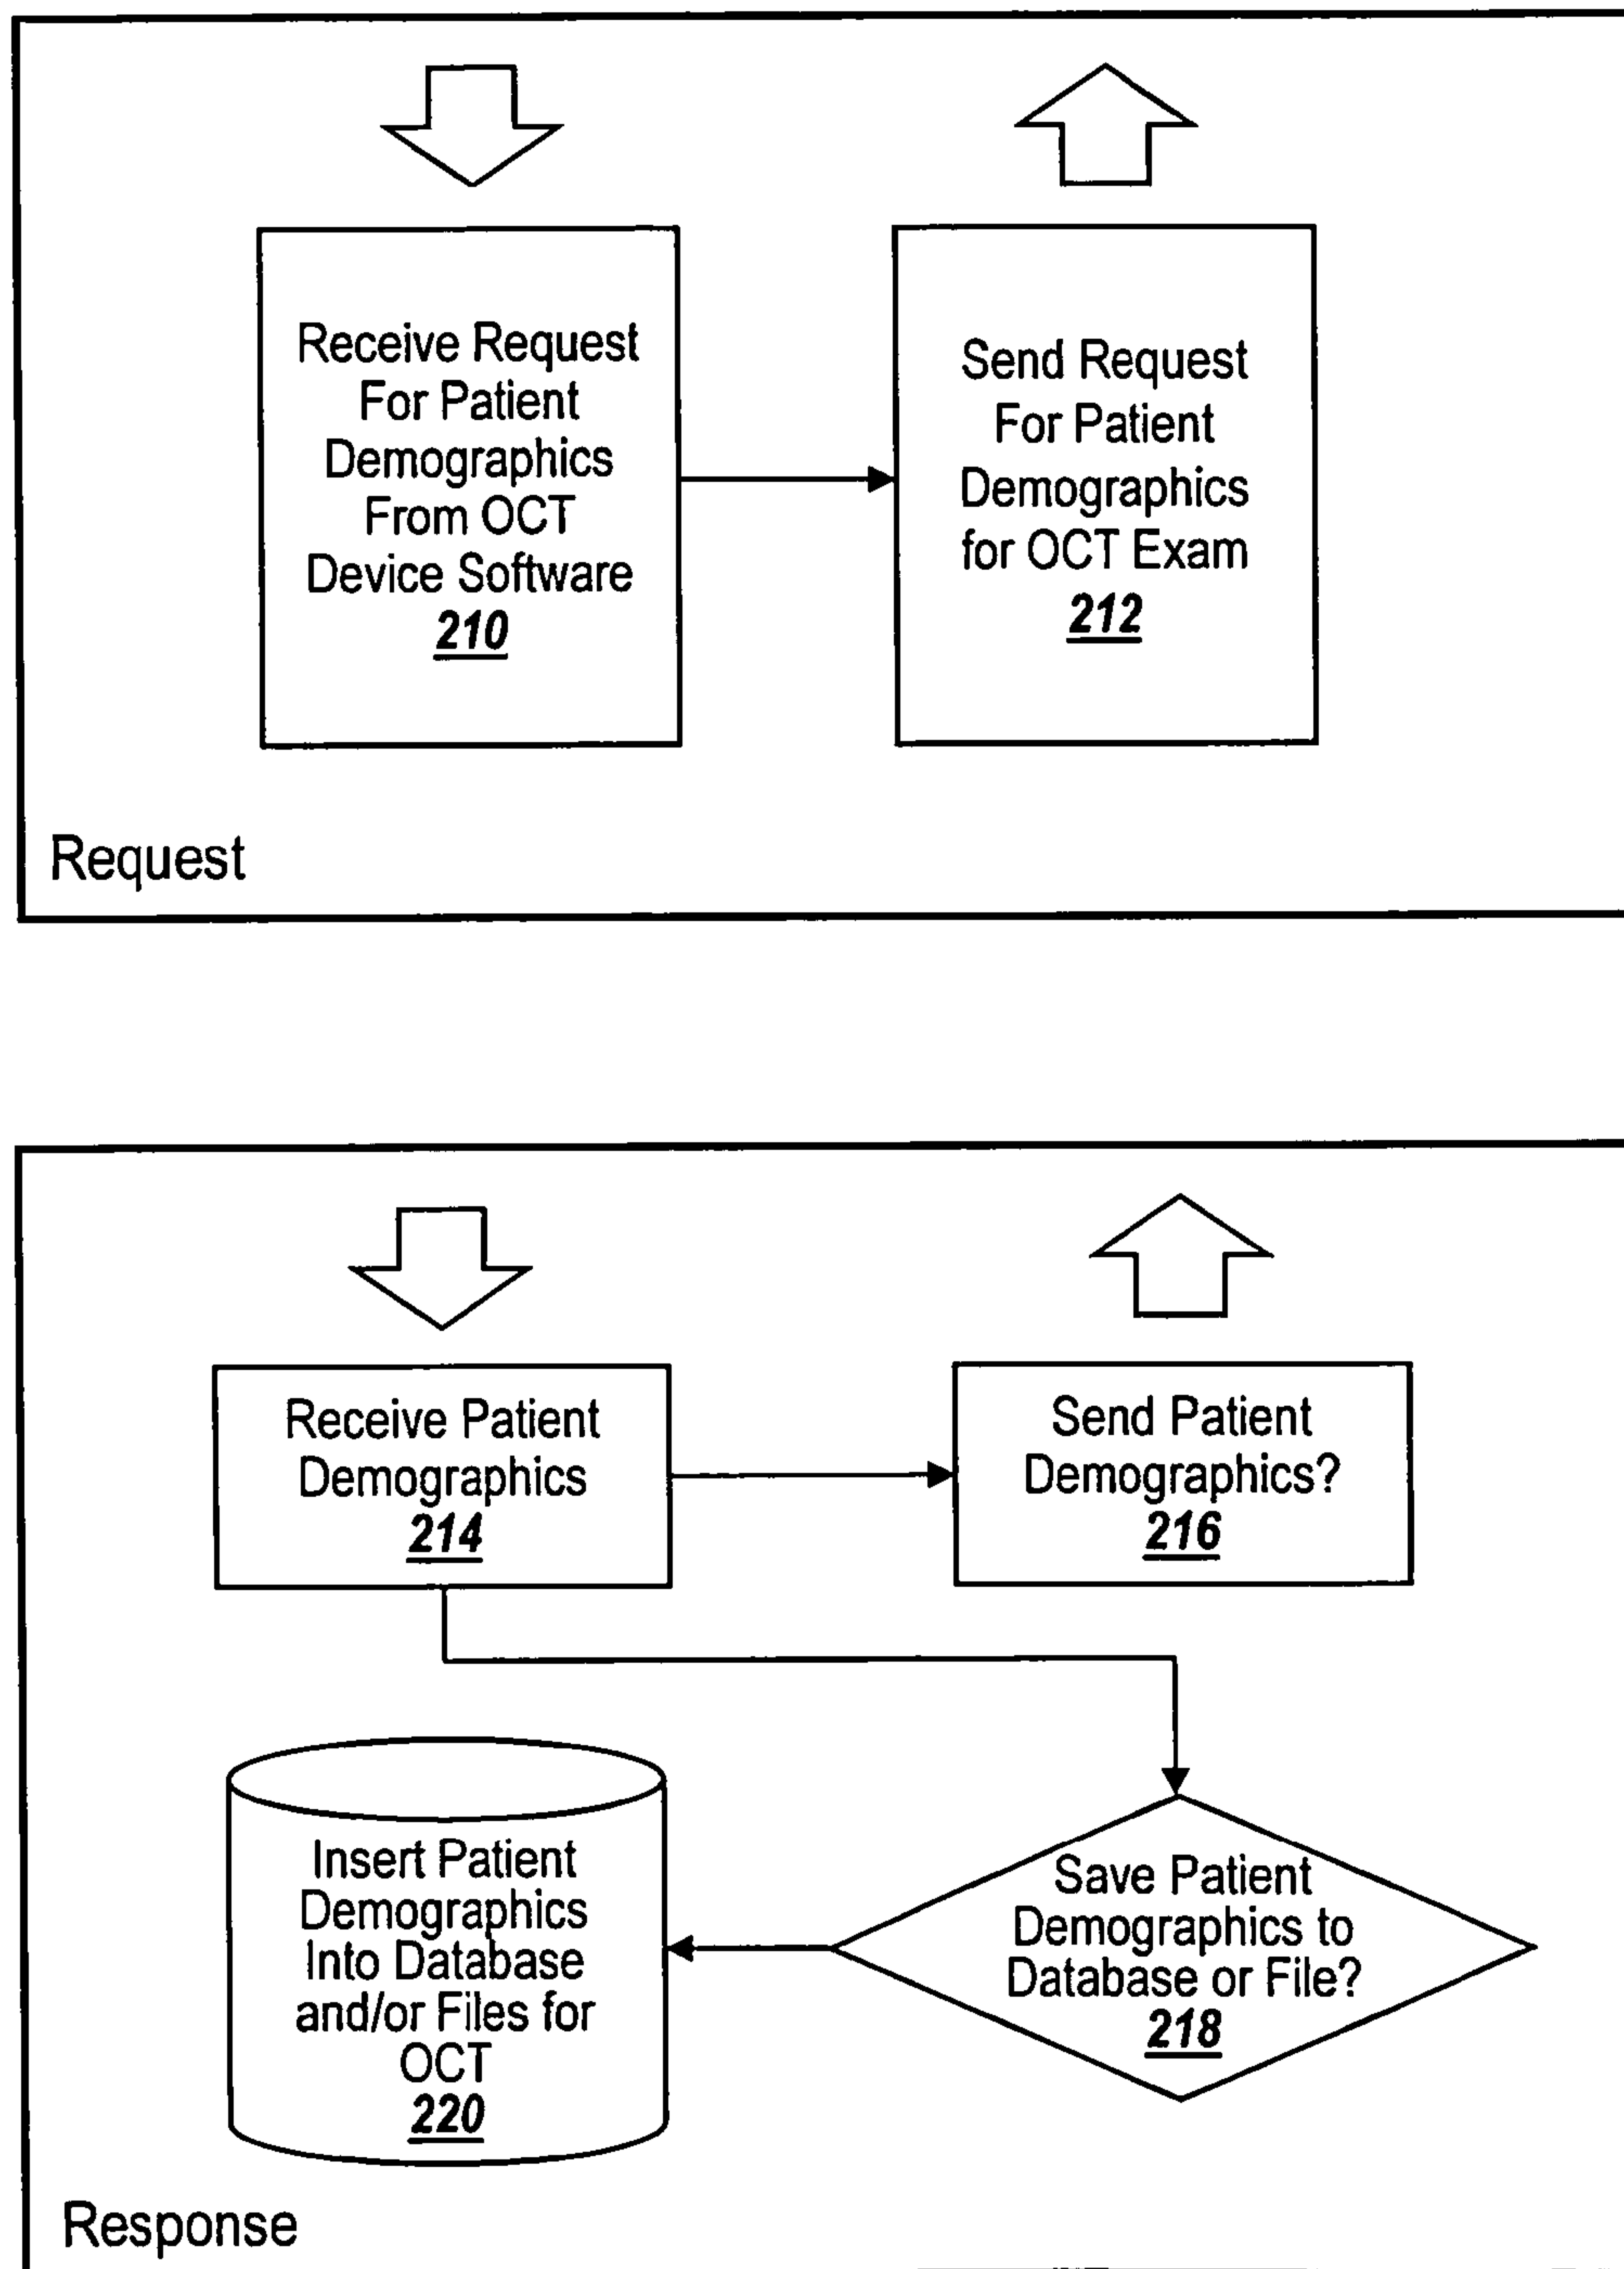 Receive Request
For Patient
Demographics
From OCT
Device Software
210
Send Request
For Patient
Demographics
for OCT Exam
212
Request
Receive Patient
Demographics
214
Send Patient
Demographics?
216
Insert Patient
Demographics
Into Database
and/or Files for
OCT
220
Save Patient
Demographics to
Database or File?
218
Response